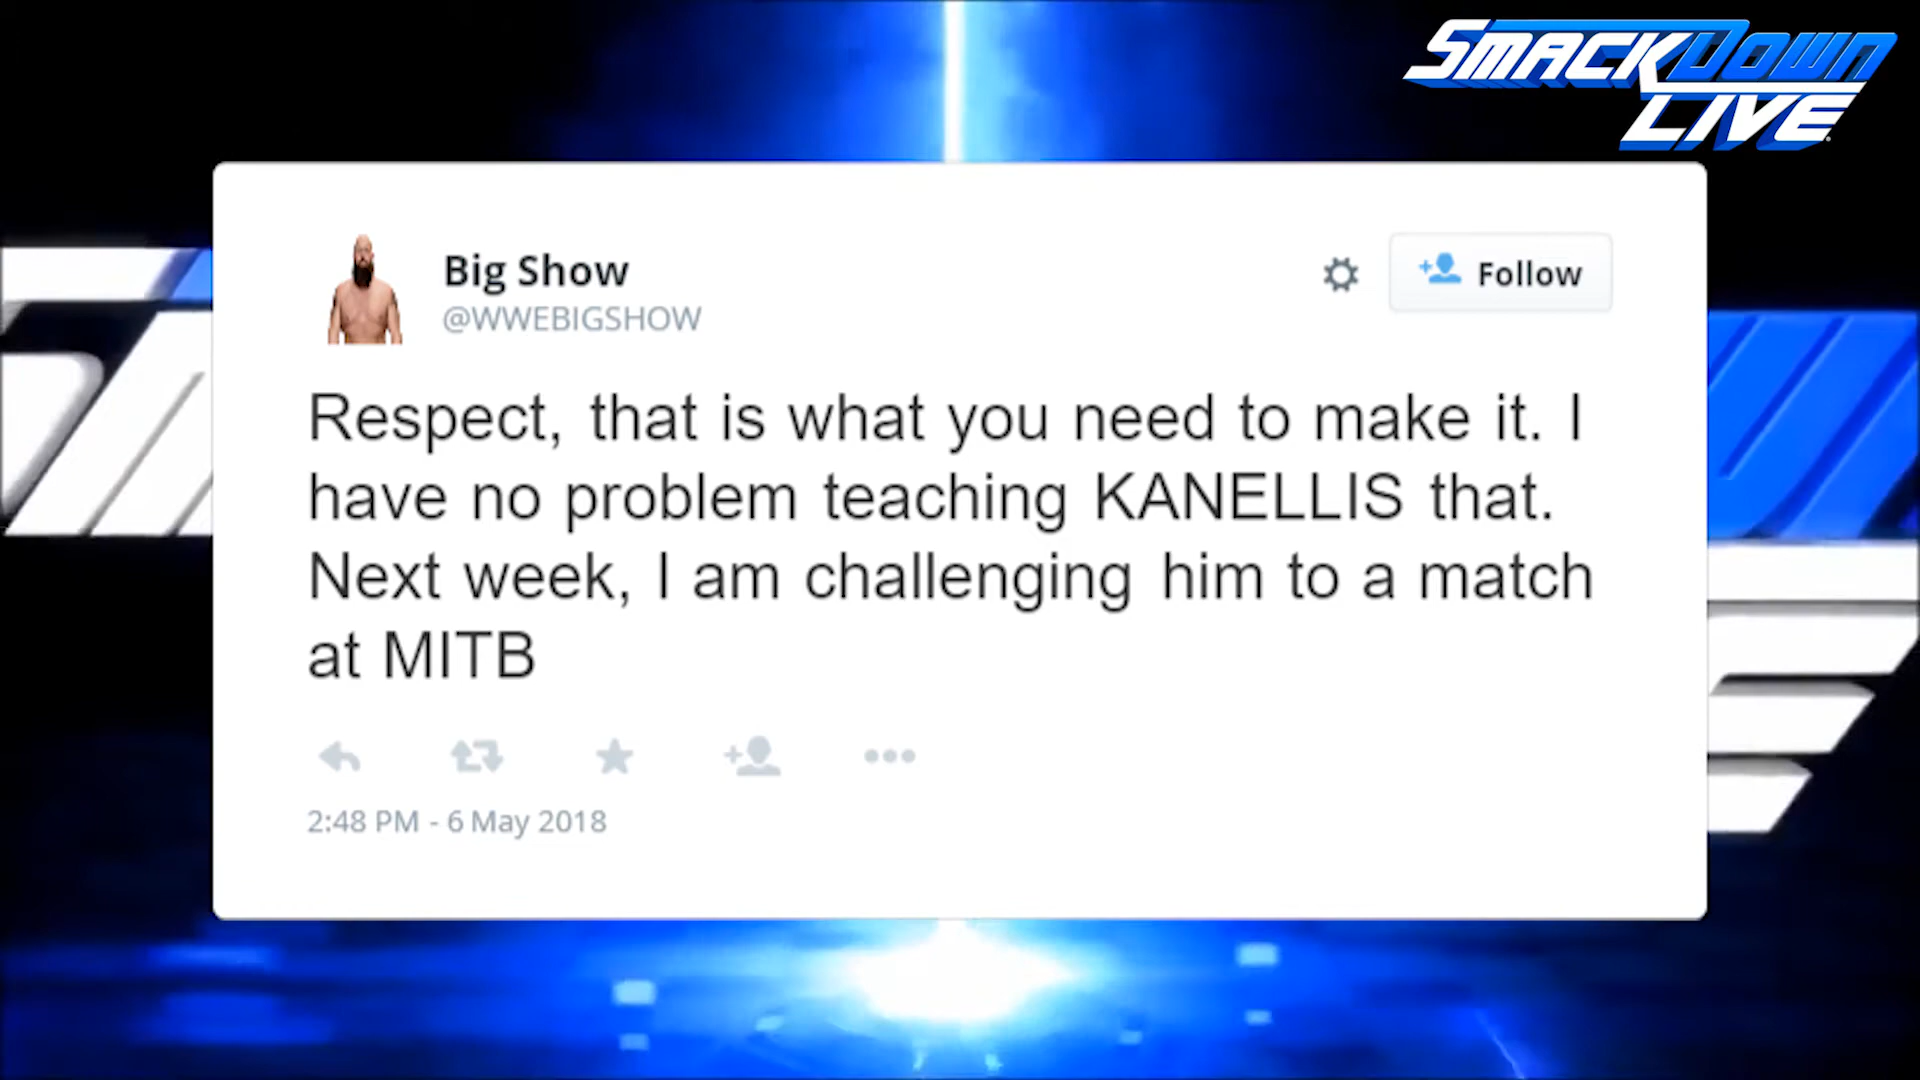 SMACKDOWN
LIVE
Big Show
@WWEBIGSHOW
Follow
Respect, that is what you need to make it. I
have no problem teaching KANELLIS that.
Next week, I am challenging him to a match
at MITB
2:48 PM - 6 May 2018